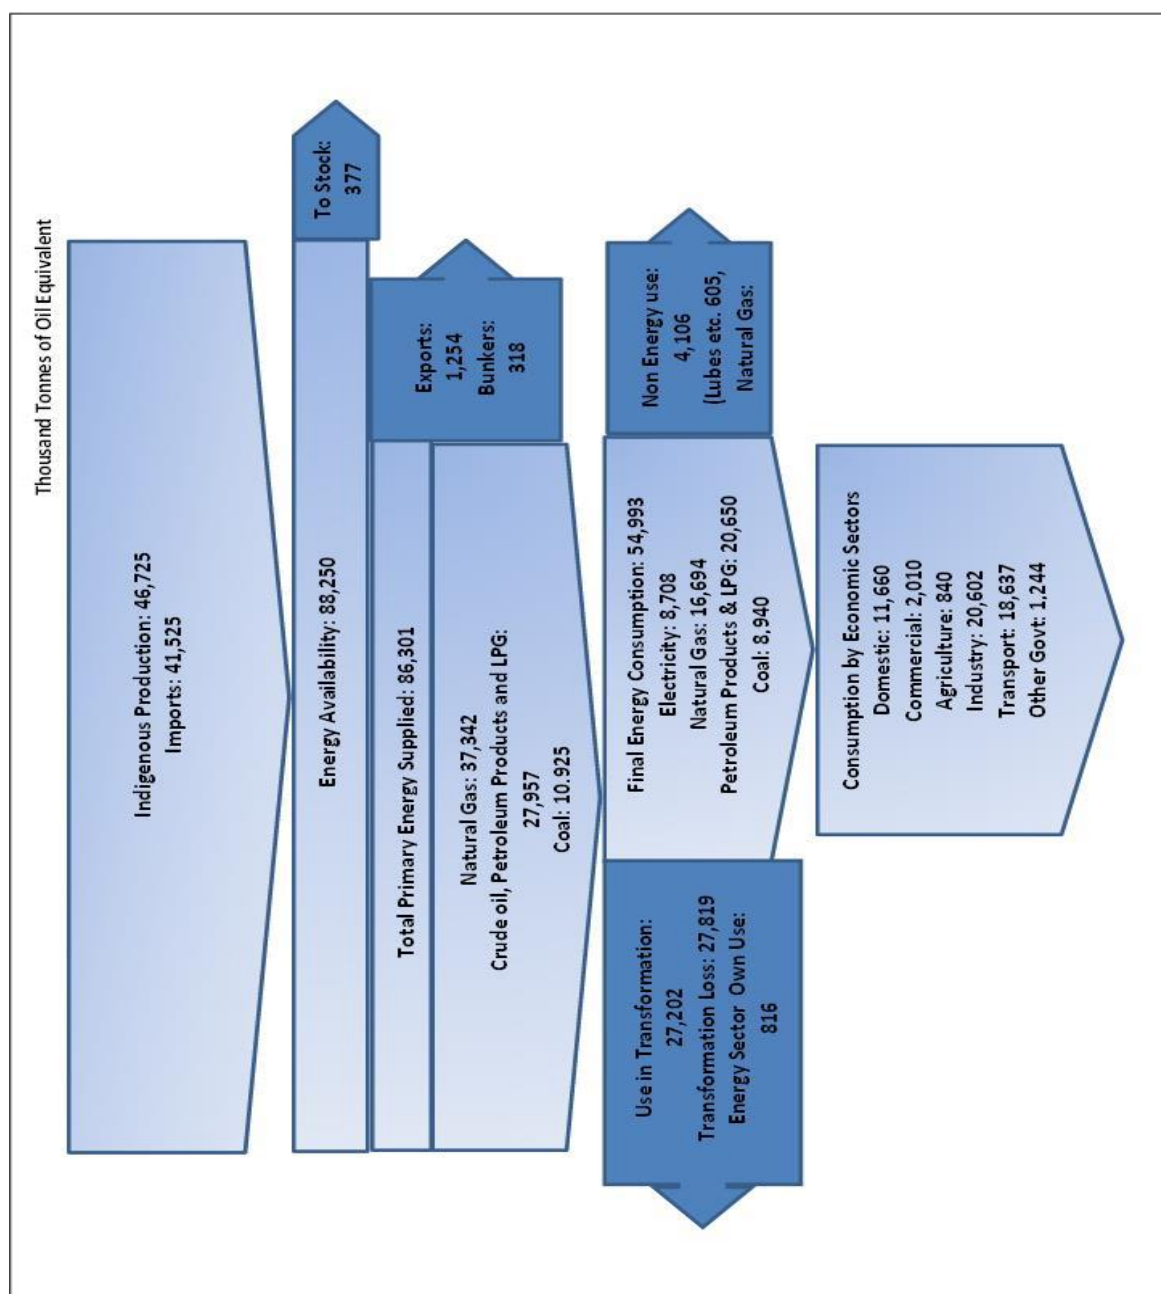 Thousand Tonnes of Oil Equivalent
Indigenous Production: 46,725
Imports: 41,525
Energy Availability: 88,250
To Stock:
377
Total Primary Energy Supplied: 86,301
Natural Gas: 37,342
Crude oil, Petroleum Products and LPG:
27,957
Coal: 10.925
Exports:
1,254
Bunkers:
318
Use in Transformation:
27,202
Transformation Loss: 27,819
Energy Sector Own Use:
816
Final Energy Consumption: 54,993
Electricity: 8,708
Natural Gas: 16,694
Petroleum Products & LPG: 20,650
Coal: 8,940
Non Energy use:
4,106
(Lubes etc. 605,
Natural Gas:
Consumption by Economic Sectors
Domestic: 11,660
Commercial: 2,010
Agriculture: 840
Industry: 20,602
Transport: 18,637
Other Govt: 1,244